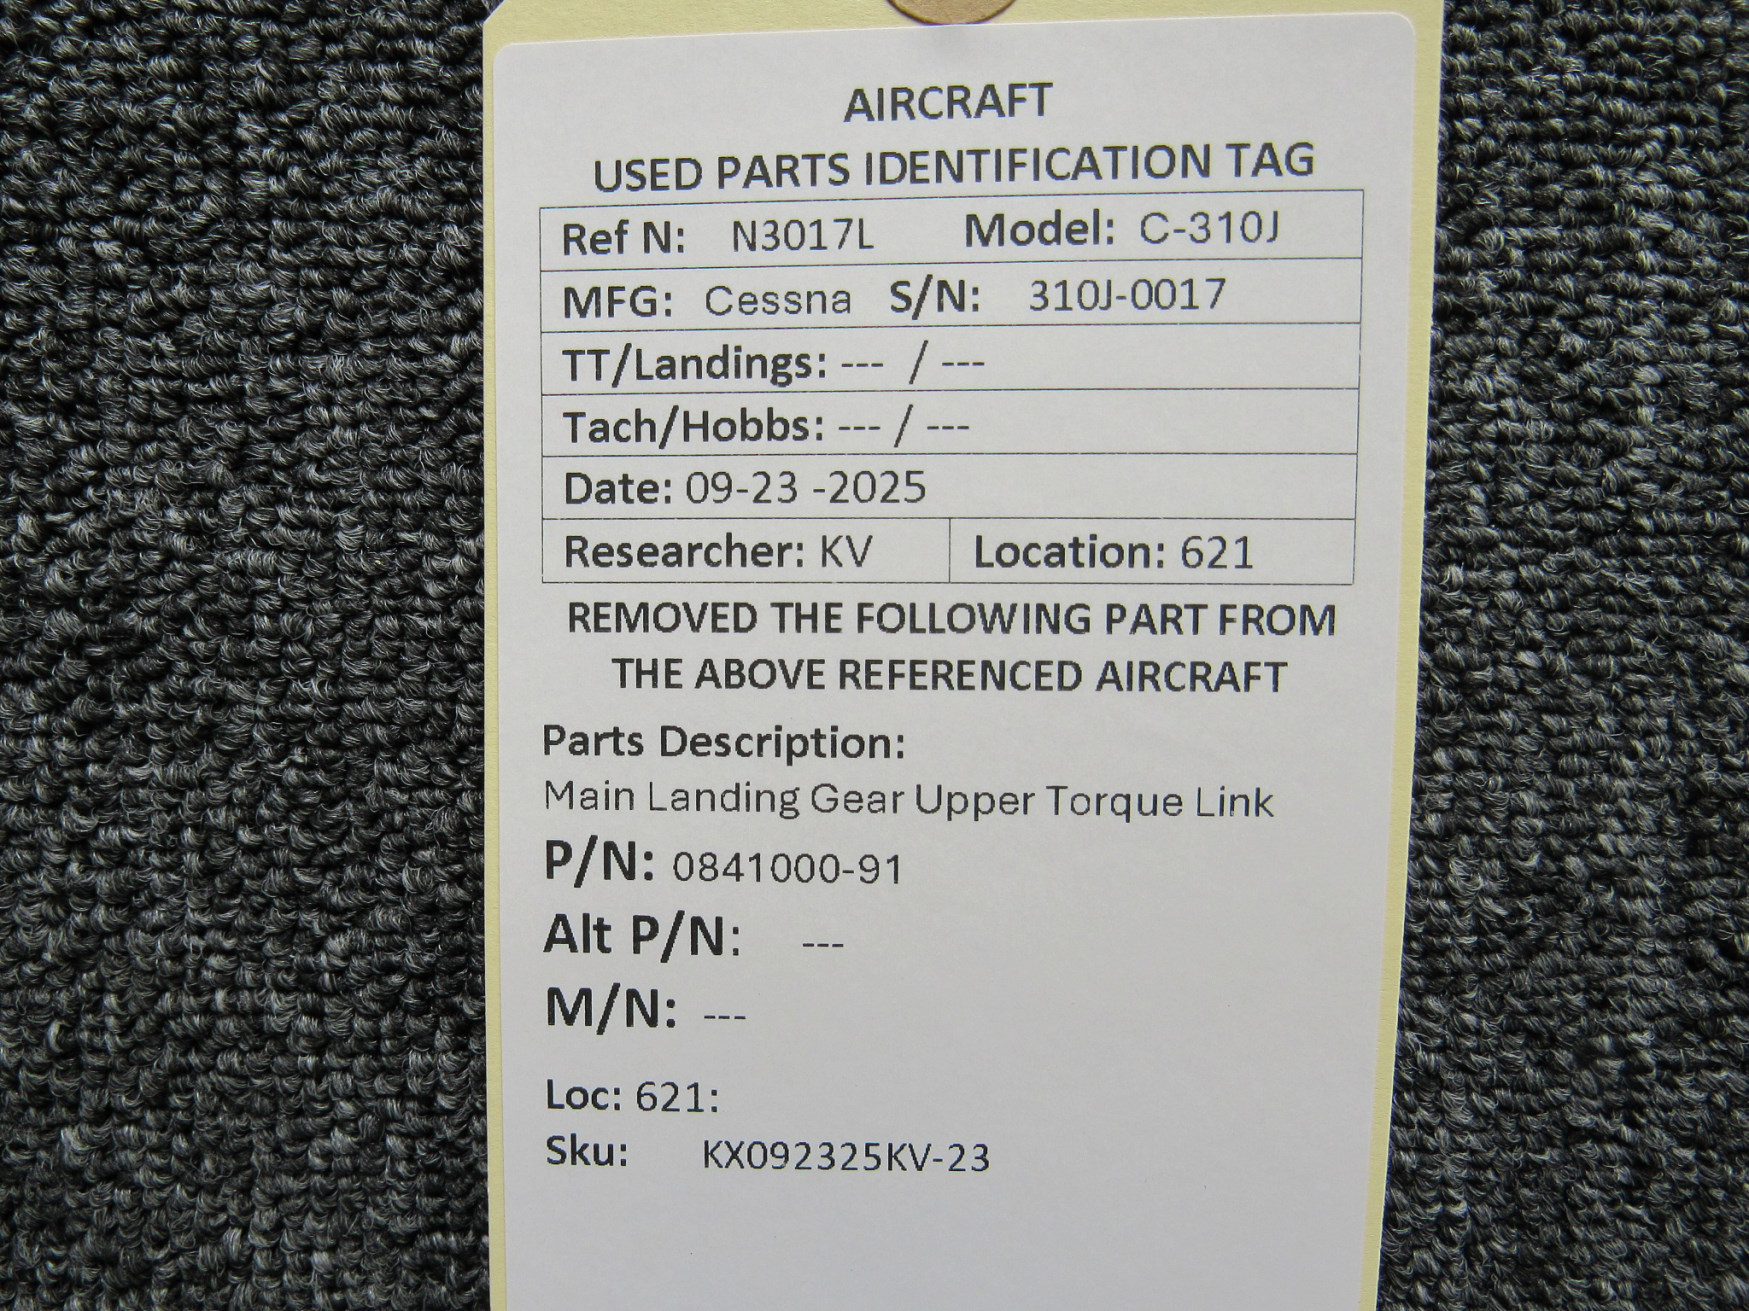 AIRCRAFT
USED PARTS IDENTIFICATION TAG
Ref N: N3017L Model: C-310J
MFG: Cessna S/N: 310J-0017
TT/Landings: --- / ---
Tach/Hobbs: --- / ---
Date: 09-23 -2025
Researcher: KV Location: 621
REMOVED THE FOLLOWING PART FROM
THE ABOVE REFERENCED AIRCRAFT
Parts Description:
Main Landing Gear Upper Torque Link
P/N: 0841000-91
Alt P/N: ---
M/N: ---
Loc: 621:
Sku: KX092325KV-23